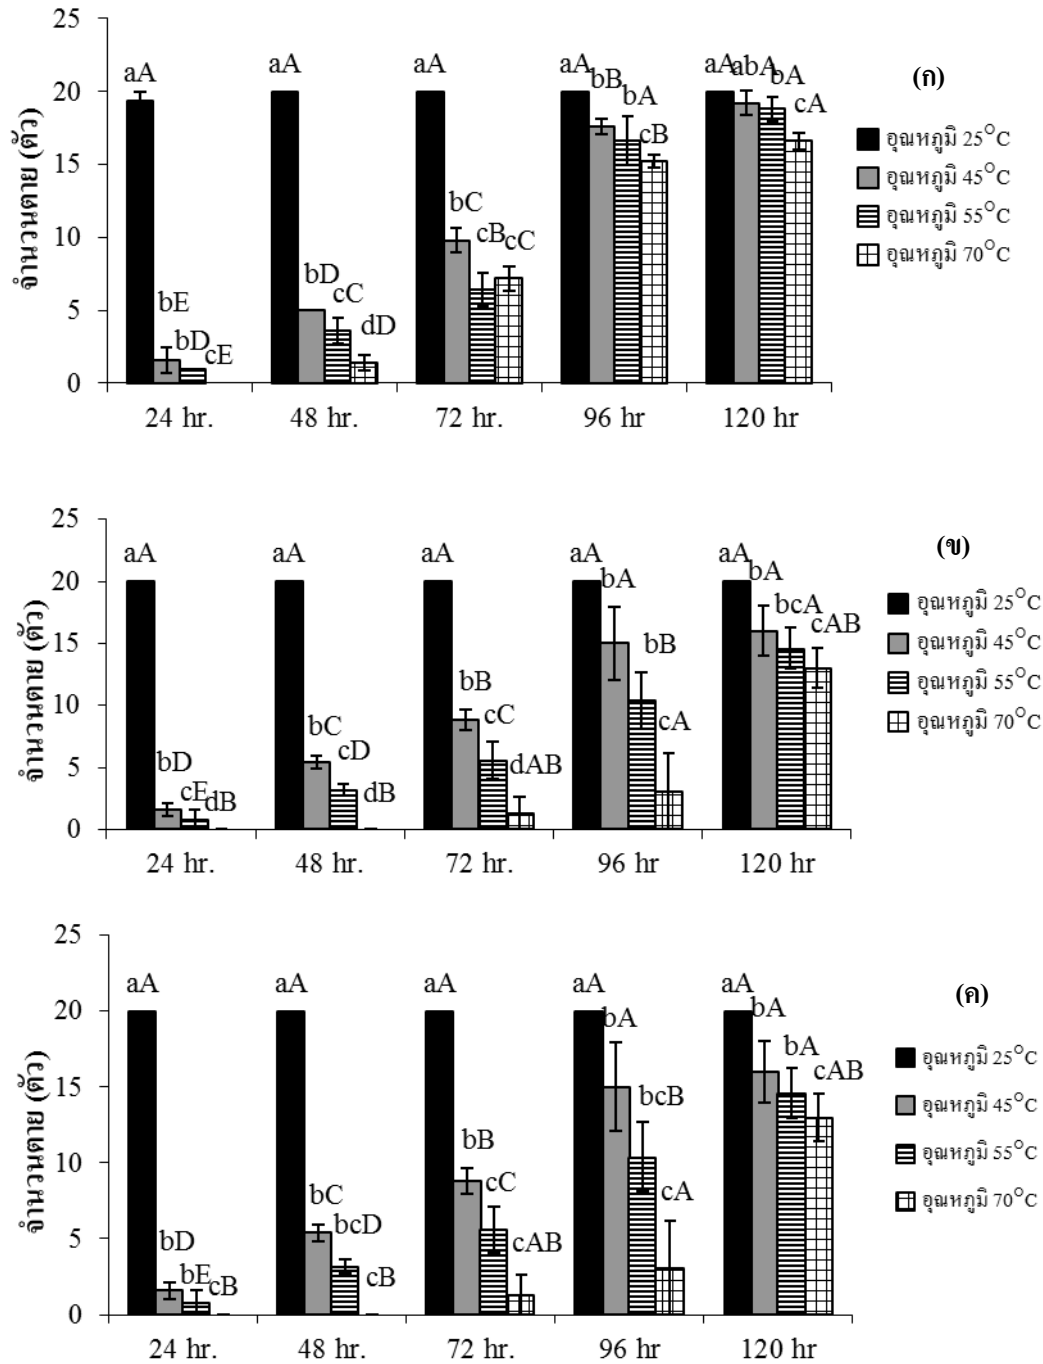 25
20
15
10
5
0
จำนวนหนตาย (ตัว)
aA
bE
bD
cE
aA
bD
cC
dD
aA
bC
cB
cC
aA
bB
bA
cB
aA
abA
bA
cA
24 hr.
48 hr.
72 hr.
96 hr
120 hr
(ก)
อุณหภูมิ 25°C
อุณหภูมิ 45°C
อุณหภูมิ 55°C
อุณหภูมิ 70°C
25
20
15
10
5
0
จำนวนหนตาย (ตัว)
aA
bD
cE
dB
aA
bC
cD
dB
aA
bB
cC
dAB
aA
bA
bB
cA
aA
bA
bcA
cAB
24 hr.
48 hr.
72 hr.
96 hr
120 hr
(ข)
อุณหภูมิ 25°C
อุณหภูมิ 45°C
อุณหภูมิ 55°C
อุณหภูมิ 70°C
25
20
15
10
5
0
จำนวนหนตาย (ตัว)
aA
bD
bE
cB
aA
bC
bcD
cB
aA
bB
cC
cAB
aA
bA
bcB
cA
aA
bA
bA
cAB
24 hr.
48 hr.
72 hr.
96 hr
120 hr
(ค)
อุณหภูมิ 25°C
อุณหภูมิ 45°C
อุณหภูมิ 55°C
อุณหภูมิ 70°C